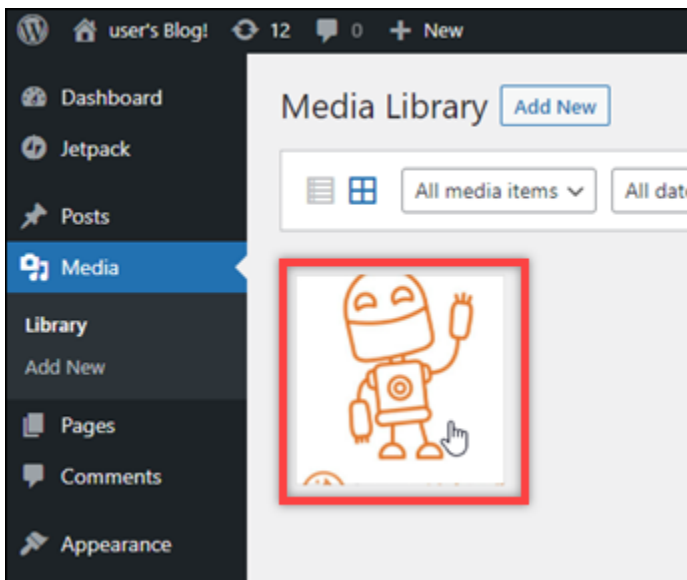 user's Blog! 12 0 New
Dashboard
Jetpack
Posts
Media
Library
Add New
Pages
Comments
Appearance
Media Library Add New
All media items All date